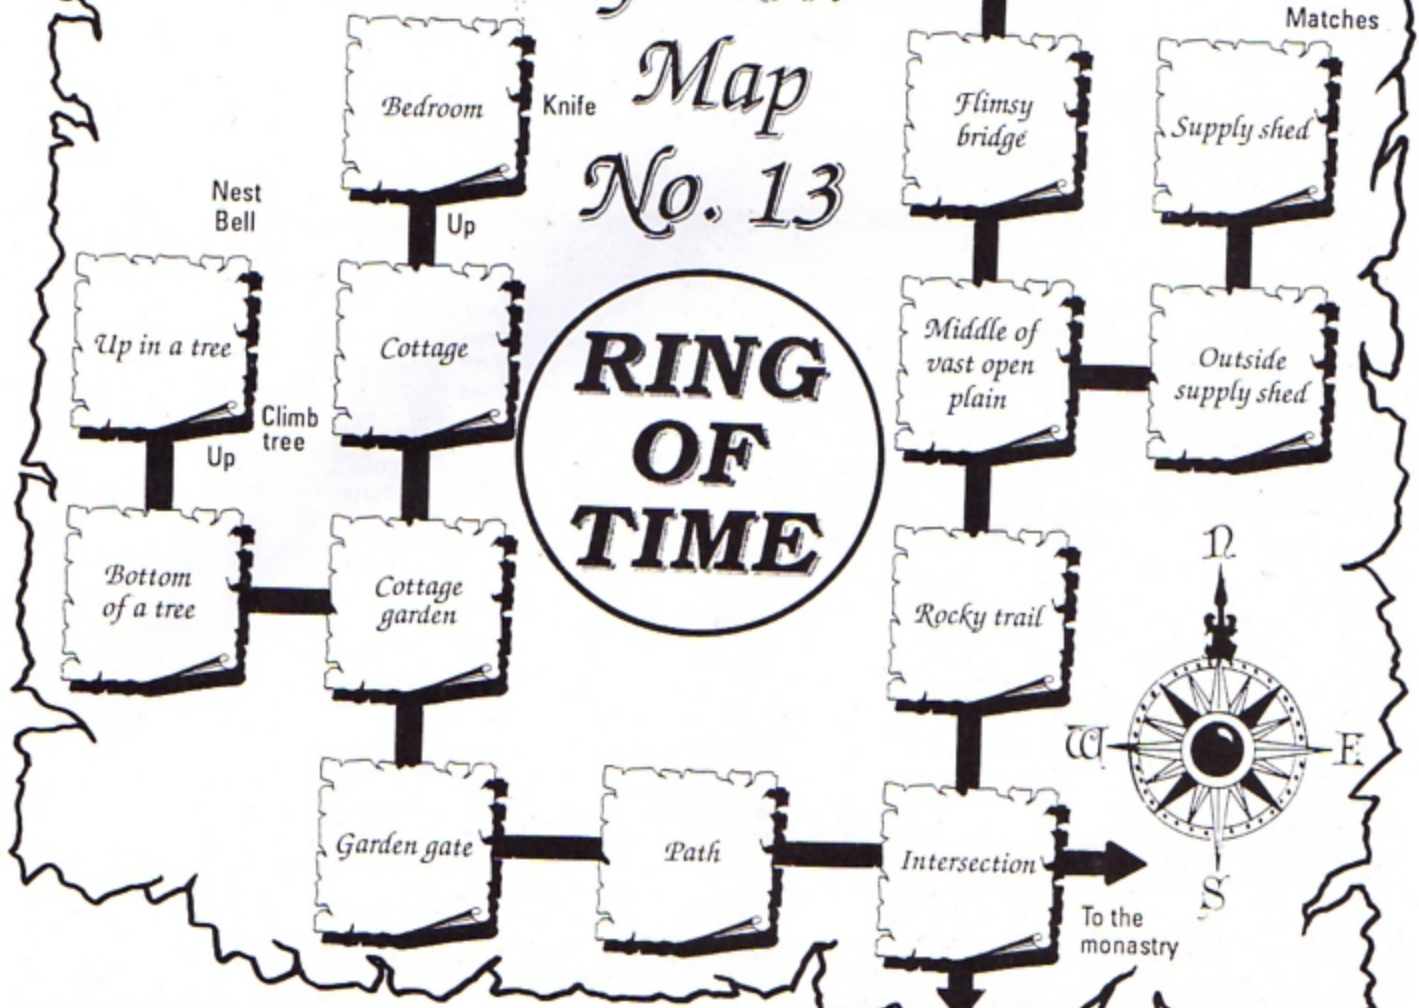 Matches
Map
No. 13
Bedroom
Knife
Flimsy
bridge
Supply shed
Nest
Bell
Up
Up in a tree
Cottage
RING
OF
TIME
Middle of
vast open
plain
Outside
supply shed
Climb
tree
Up
Bottom
of a tree
Cottage
garden
Rocky trail
N
W
E
S
Garden gate
Path
Intersection
To the
monastry